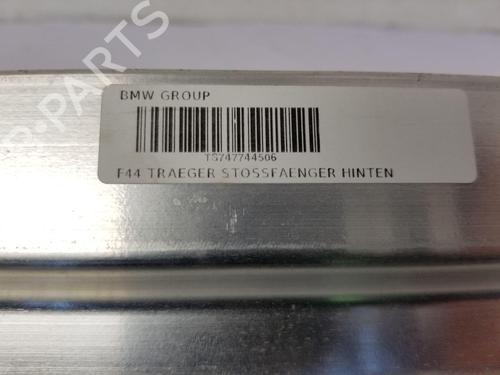 BMW GROUP
TS747744506
F44 TRAEGER STOSSFAENGER HINTEN